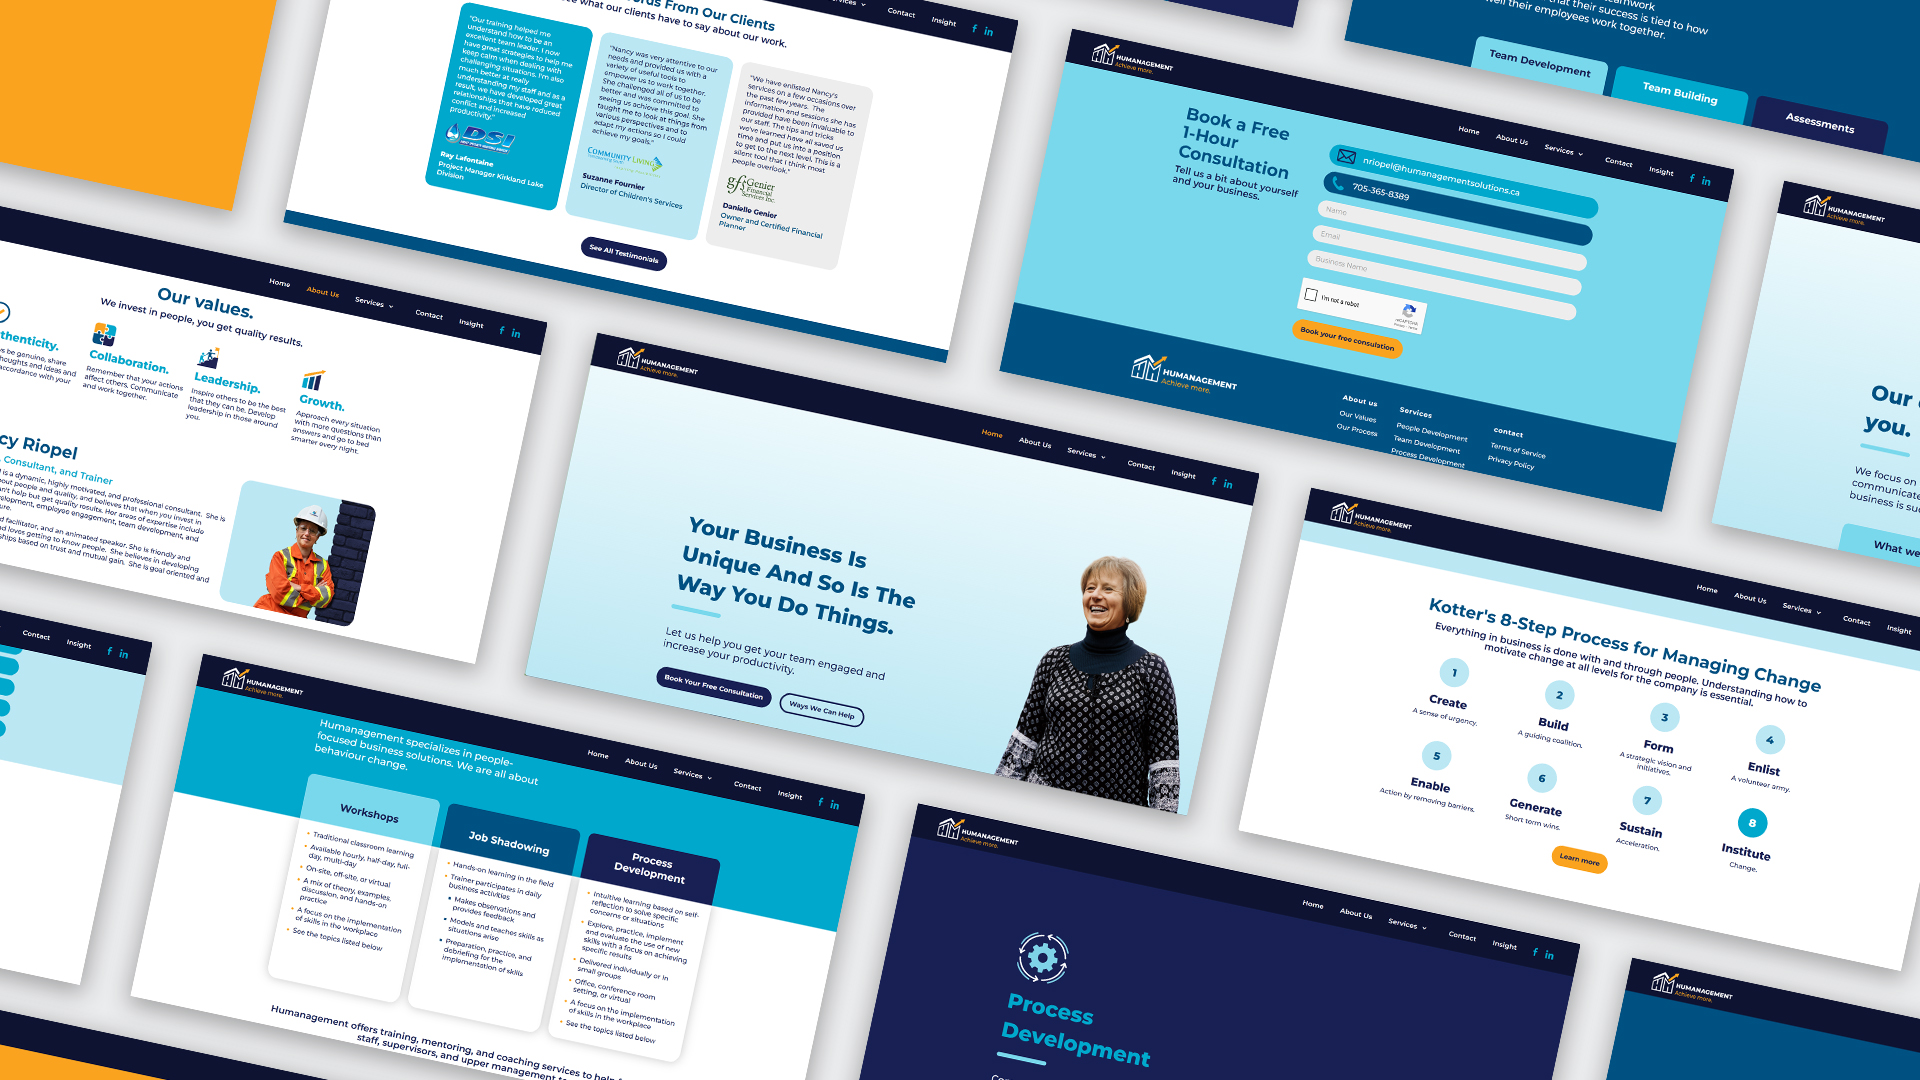 Words From Our Clients
what our clients have to say about our work.
"Our training helped me
understand how to be an
excellent team leader. I now
have great strategies to help me
keep calm when dealing with
challenging situations. I'm also
much better at really
understanding my staff and as a
result, we have developed great
relationships that have reduced
conflict and increased
productivity."
DSI
Ray Lafontaine
Project Manager Kirkland Lake
Division
"Nancy was very attentive to our
needs and provided us with a
variety of useful tools to
empower us to work together.
She challenged all of us to be
better and was committed to
seeing us achieve this goal. She
taught me to look at things from
various perspectives and to
adapt my actions so I could
achieve my goals."
COMMUNITY LIVING
Suzanne Fournier
Director of Children's Services
"We have enlisted Nancy's
services on a few occasions over
the past few years. The
information and sessions she has
provided have been invaluable to
our staff. The tips and tricks
we've learned have all saved us
time and put us into a position
to get to the next level. This is a
silent tool that I think most
people overlook."
gfs Genier
Financial
Services Inc.
Danielle Genier
Owner and Certified Financial
Planner
See All Testimonials
Services
Contact
Insight
f in
HUMANAGEMENT
Achieve more.
Home
About Us
Services
Contact
Insight
f in
Book a Free
1-Hour
Consultation
Tell us a bit about yourself
and your business.
nriopel@humanagementsolutions.ca
705-365-8389
Name
Email
Business Name
I'm not a robot
reCAPTCHA
Book your free consultation
HUMANAGEMENT
Achieve more.
About us
Our Values
Our Process
Services
People Development
Team Development
Process Development
contact
Terms of Service
Privacy Policy
teamwork
that their success is tied to how
well their employees work together.
Team Development
Team Building
Assessments
HUMANAGEMENT
Achieve more.
Our
you.
We focus on
communicate
business is
What we
Home
About Us
Services
Contact
Insight
f in
Our values.
We invest in people, you get quality results.
be genuine, share
thoughts and ideas and
accordance with your
Collaboration.
Remember that your actions
affect others. Communicate
and work together.
Leadership.
Inspire others to be the best
that they can be. Develop
leadership in those around
you.
Growth.
Approach every situation
with more questions than
answers and go to bed
smarter every night.
Riopel
Consultant, and Trainer
is a dynamic, highly motivated, and professional consultant. She is
about people and quality, and believes that when you invest in
help but get quality results. Her areas of expertise include
employee engagement, team development, and
facilitator, and an animated speaker. She is friendly and
loves getting to know people. She believes in developing
based on trust and mutual gain. She is goal oriented and
HUMANAGEMENT
Achieve more.
Home
About Us
Services
Contact
Insight
f in
Your Business Is
Unique And So Is The
Way You Do Things.
Let us help you get your team engaged and
increase your productivity.
Book Your Free Consultation
Ways We Can Help
HUMANAGEMENT
Achieve more.
Home
About Us
Services
Contact
Insight
Kotter's 8-Step Process for Managing Change
Everything in business is done with and through people. Understanding how to
motivate change at all levels for the company is essential.
1
Create
A sense of urgency.
2
Build
A guiding coalition.
3
Form
A strategic vision and
initiatives.
4
Enlist
A volunteer army.
5
Enable
Action by removing barriers.
6
Generate
Short term wins.
7
Sustain
Acceleration.
8
Institute
Change.
Learn more
Contact
Insight
f in
HUMANAGEMENT
Achieve more.
Home
About Us
Services
Contact
Insight
f in
Humanagement specializes in people-
focused business solutions. We are all about
behaviour change.
Workshops
Traditional classroom learning
Available hourly, half-day, full-
day, multi-day
On-site, off-site, or virtual
A mix of theory, examples,
discussion, and hands-on
practice
A focus on the implementation
of skills in the workplace
See the topics listed below
Job Shadowing
Hands-on learning in the field
Trainer participates in daily
business activities
Makes observations and
provides feedback
Models and teaches skills as
situations arise
Preparation, practice, and
debriefing for the
implementation of skills
Process
Development
Intuitive learning based on self-
reflection to solve specific
concerns or situations
Explore, practice, implement
and evaluate the use of new
skills with a focus on achieving
specific results
Delivered individually or in
small groups
Office, conference room
setting, or virtual
A focus on the implementation
of skills in the workplace
See the topics listed below
Humanagement offers training, mentoring, and coaching services to help
staff, supervisors, and upper management
HUMANAGEMENT
Achieve more.
Home
About Us
Services
Contact
Insight
f in
Process
Development
HUMANAGEMENT
Achieve more.